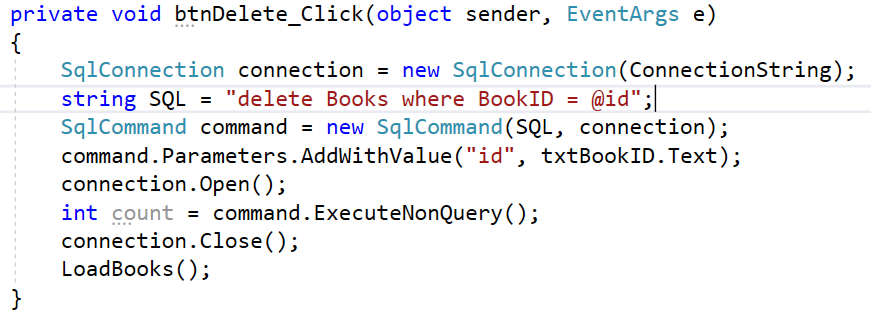 private void btnDelete_Click(object sender, EventArgs e)
{
    SqlConnection connection = new SqlConnection(ConnectionString);
    string SQL = "delete Books where BookID = @id";
    SqlCommand command = new SqlCommand(SQL, connection);
    command.Parameters.AddWithValue("id", txtBookID.Text);
    connection.Open();
    int count = command.ExecuteNonQuery();
    connection.Close();
    LoadBooks();
}